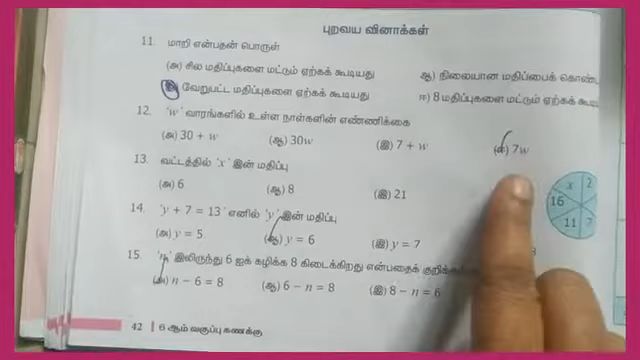 புறவய வினாக்கள்
11. மாறி என்பதன் பொருள்
(அ) சில மதிப்புகளை மட்டும் ஏற்கக் கூடியது ஆ) நிலையான மதிப்பைக்
வேறுபட்ட மதிப்புகளை ஏற்கக் கூடியது ஈ) 8 மதிப்புகளை மட்டும் ஏற்கக்
12. 'w' வாரங்களில் உள்ள நாள்களின் எண்ணிக்கை
(அ) 30 + w (ஆ) 30w (இ) 7 + w (ஈ) 7w
13. வட்டத்தில் 'x' இன் மதிப்பு
(அ) 6 (ஆ) 8 (இ) 21
x 2
16
11 7
14. 'y + 7 = 13' எனில் 'y' இன் மதிப்பு
(அ) y = 5 (ஆ) y = 6 (இ) y = 7 8
15. 'n' இலிருந்து 6 ஐக் கழிக்க 8 கிடைக்கிறது என்பதைக்
(அ) n − 6 = 8 (ஆ) 6 − n = 8 (இ) 8 − n = 6
42 6 ஆம் வகுப்பு கணக்கு